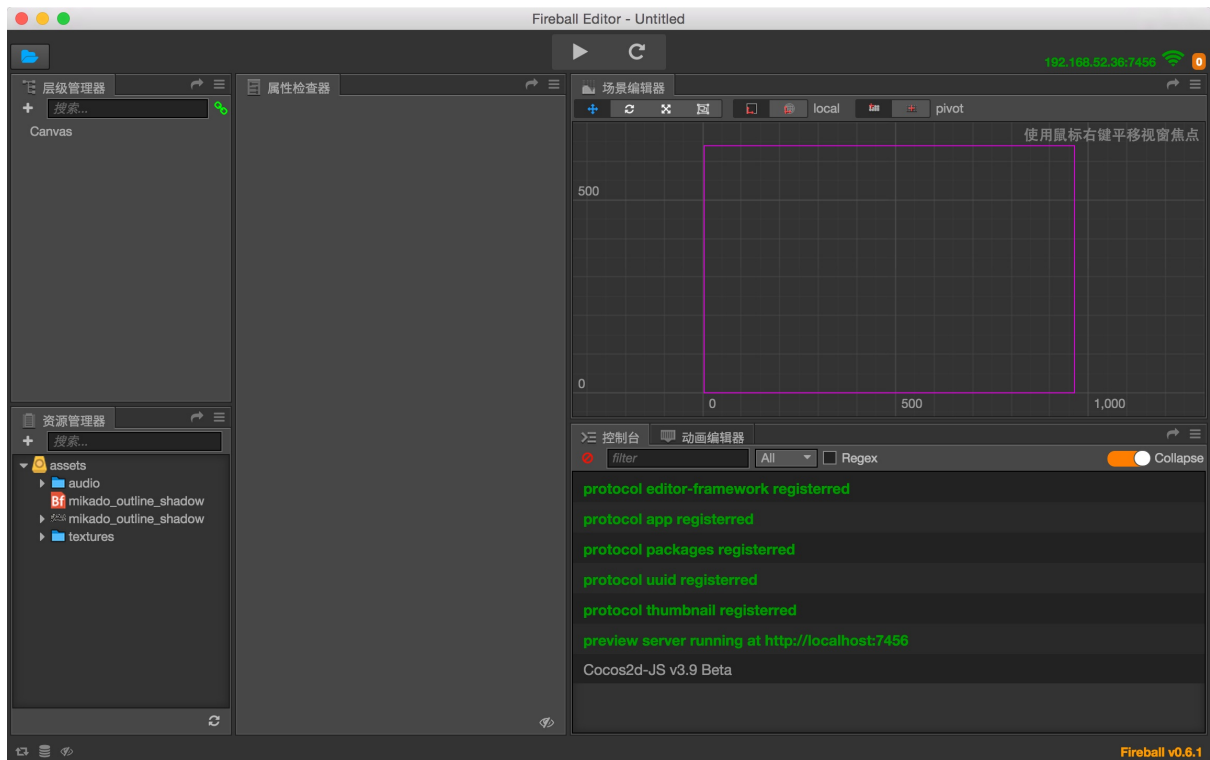 Fireball Editor - Untitled
192.168.52.36:7456
0
层级管理器
搜索...
Canvas
属性检查器
场景编辑器
local
pivot
使用鼠标右键平移视窗焦点
500
0
0
500
1,000
资源管理器
搜索...
assets
audio
Bf mikado_outline_shadow
mikado_outline_shadow
textures
控制台
动画编辑器
filter
All
Regex
Collapse
protocol editor-framework registerred
protocol app registerred
protocol packages registerred
protocol uuid registerred
protocol thumbnail registerred
preview server running at http://localhost:7456
Cocos2d-JS v3.9 Beta
Fireball v0.6.1